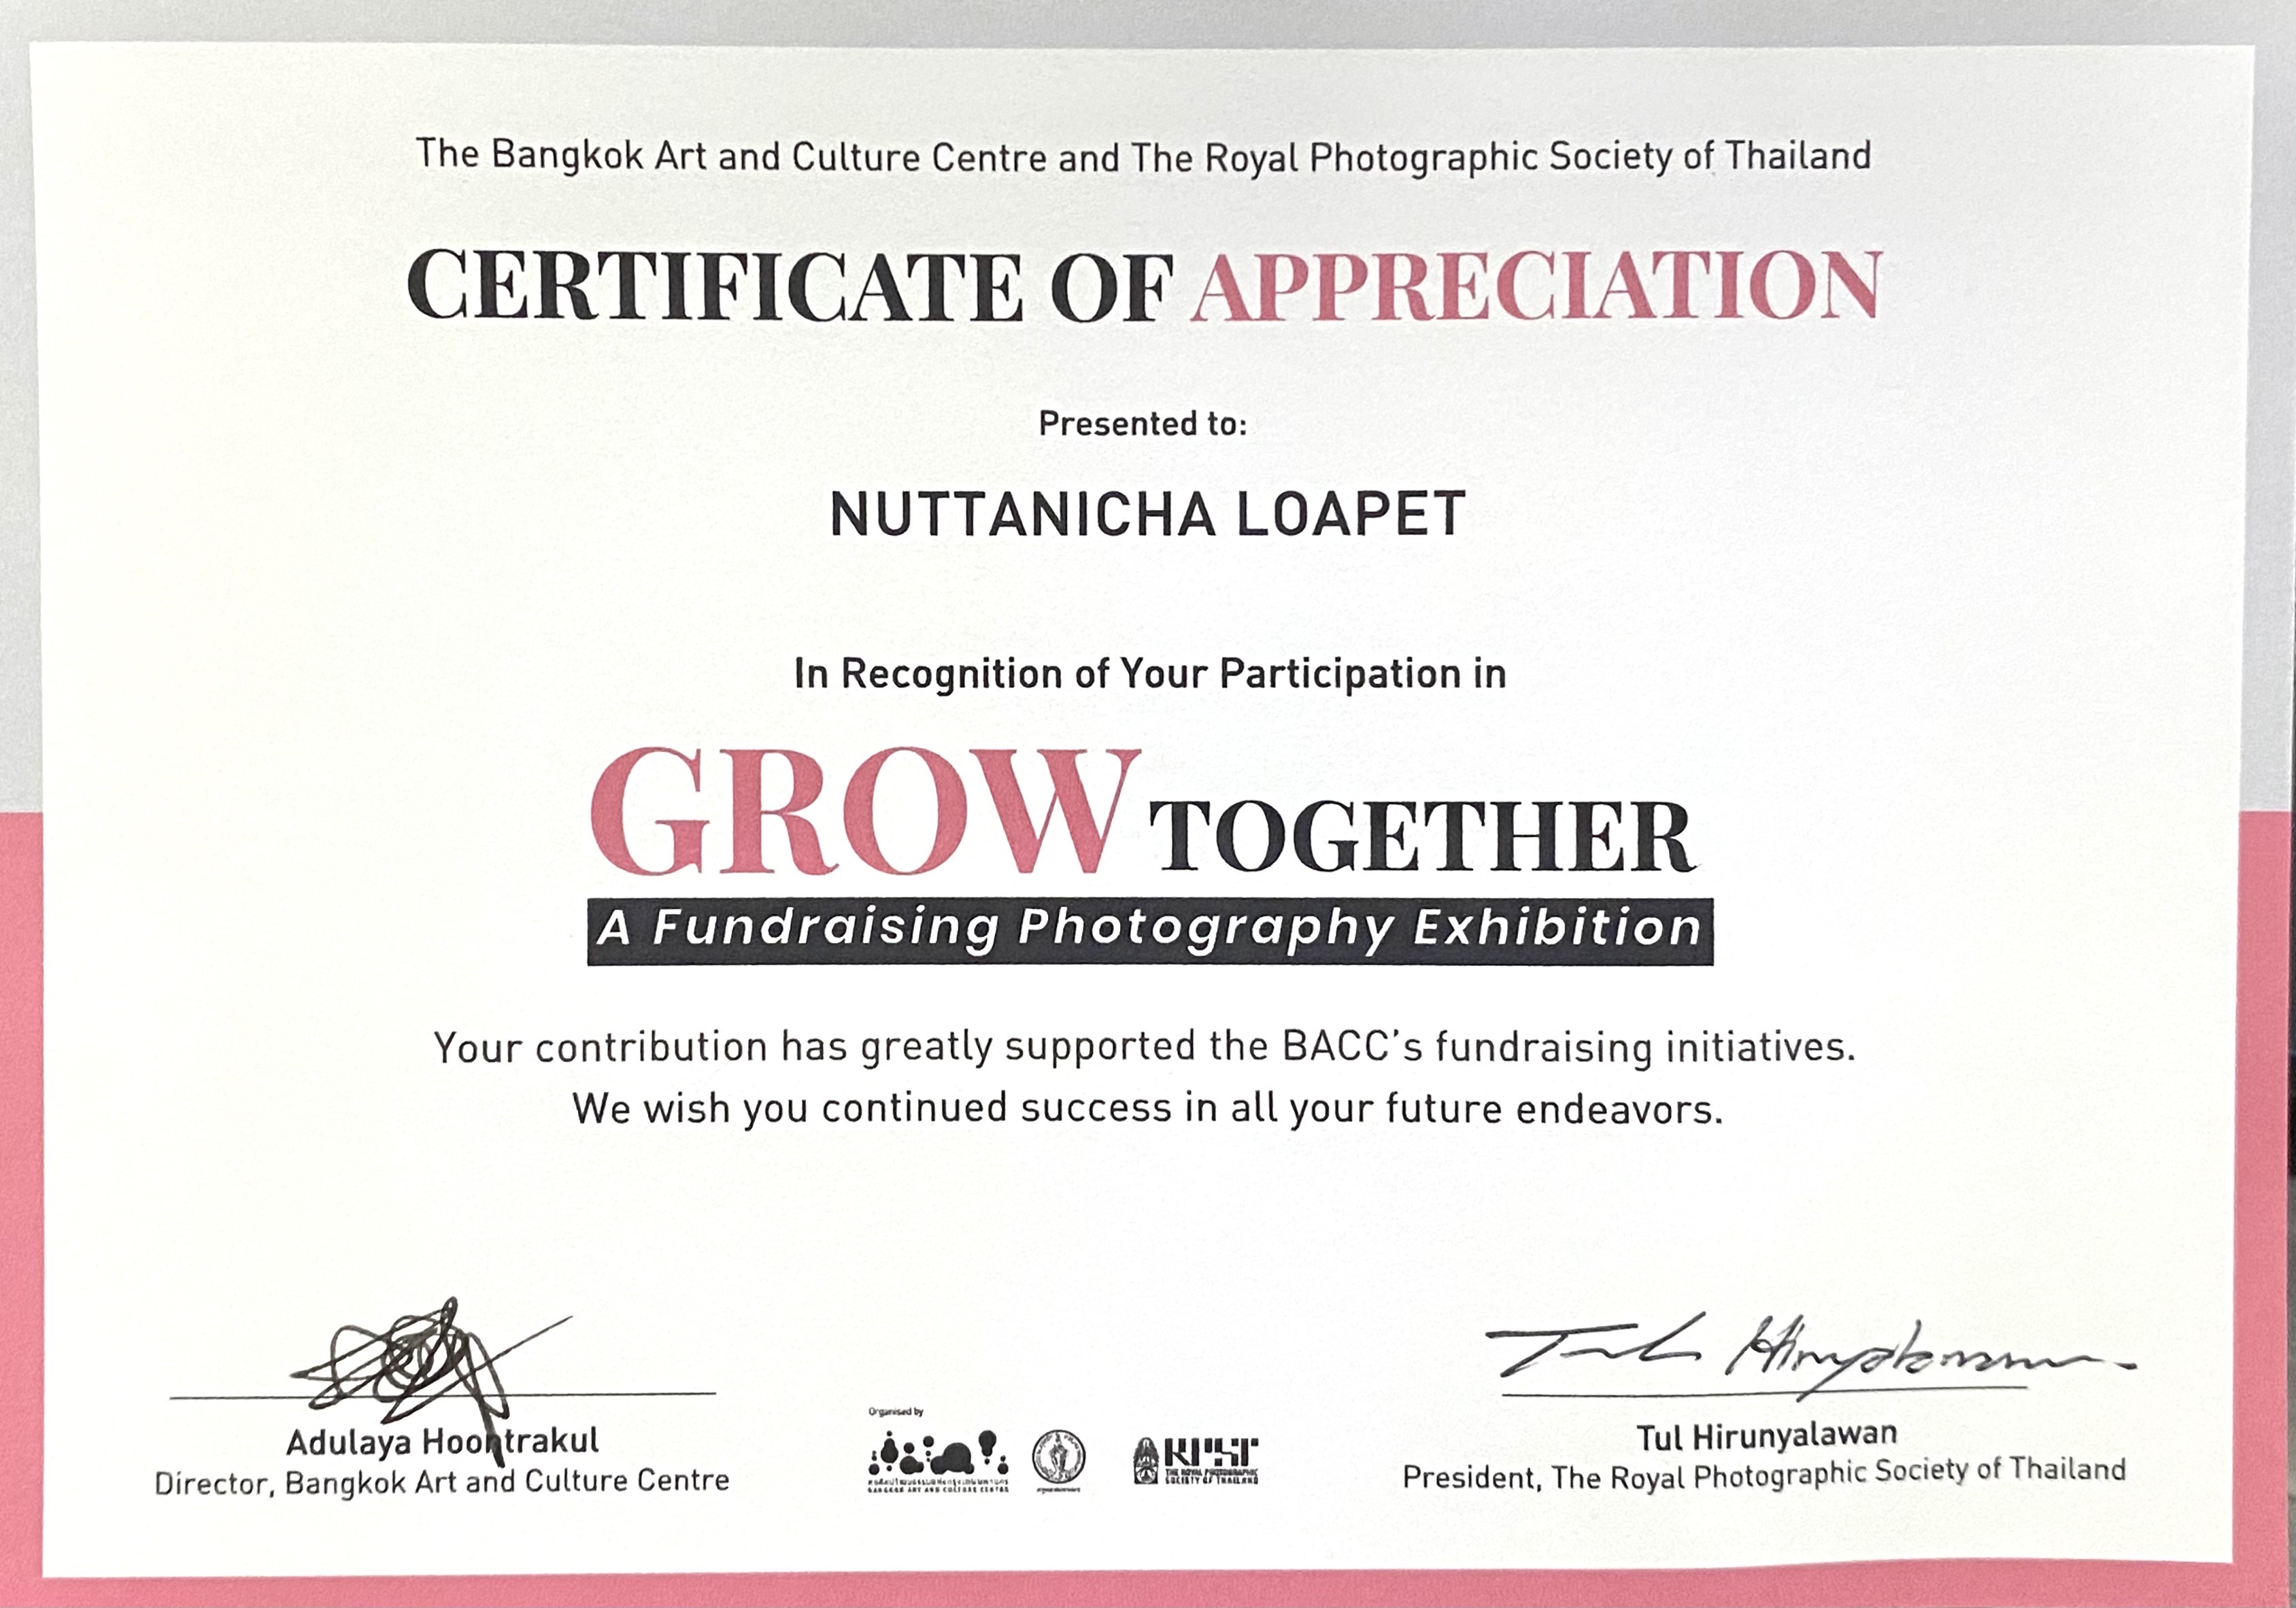 The Bangkok Art and Culture Centre and The Royal Photographic Society of Thailand
CERTIFICATE OF APPRECIATION
Presented to:
NUTTANICHA LOAPET
In Recognition of Your Participation in
GROW TOGETHER
A Fundraising Photography Exhibition
Your contribution has greatly supported the BACC's fundraising initiatives.
We wish you continued success in all your future endeavors.
Tul Hirunyalawan
Adulaya Hoontrakul
Director, Bangkok Art and Culture Centre
Organised by
BANGKOK ART AND CULTURE CENTRE
RPST
THE ROYAL PHOTOGRAPHIC
SOCIETY OF THAILAND
Tul Hirunyalawan
President, The Royal Photographic Society of Thailand